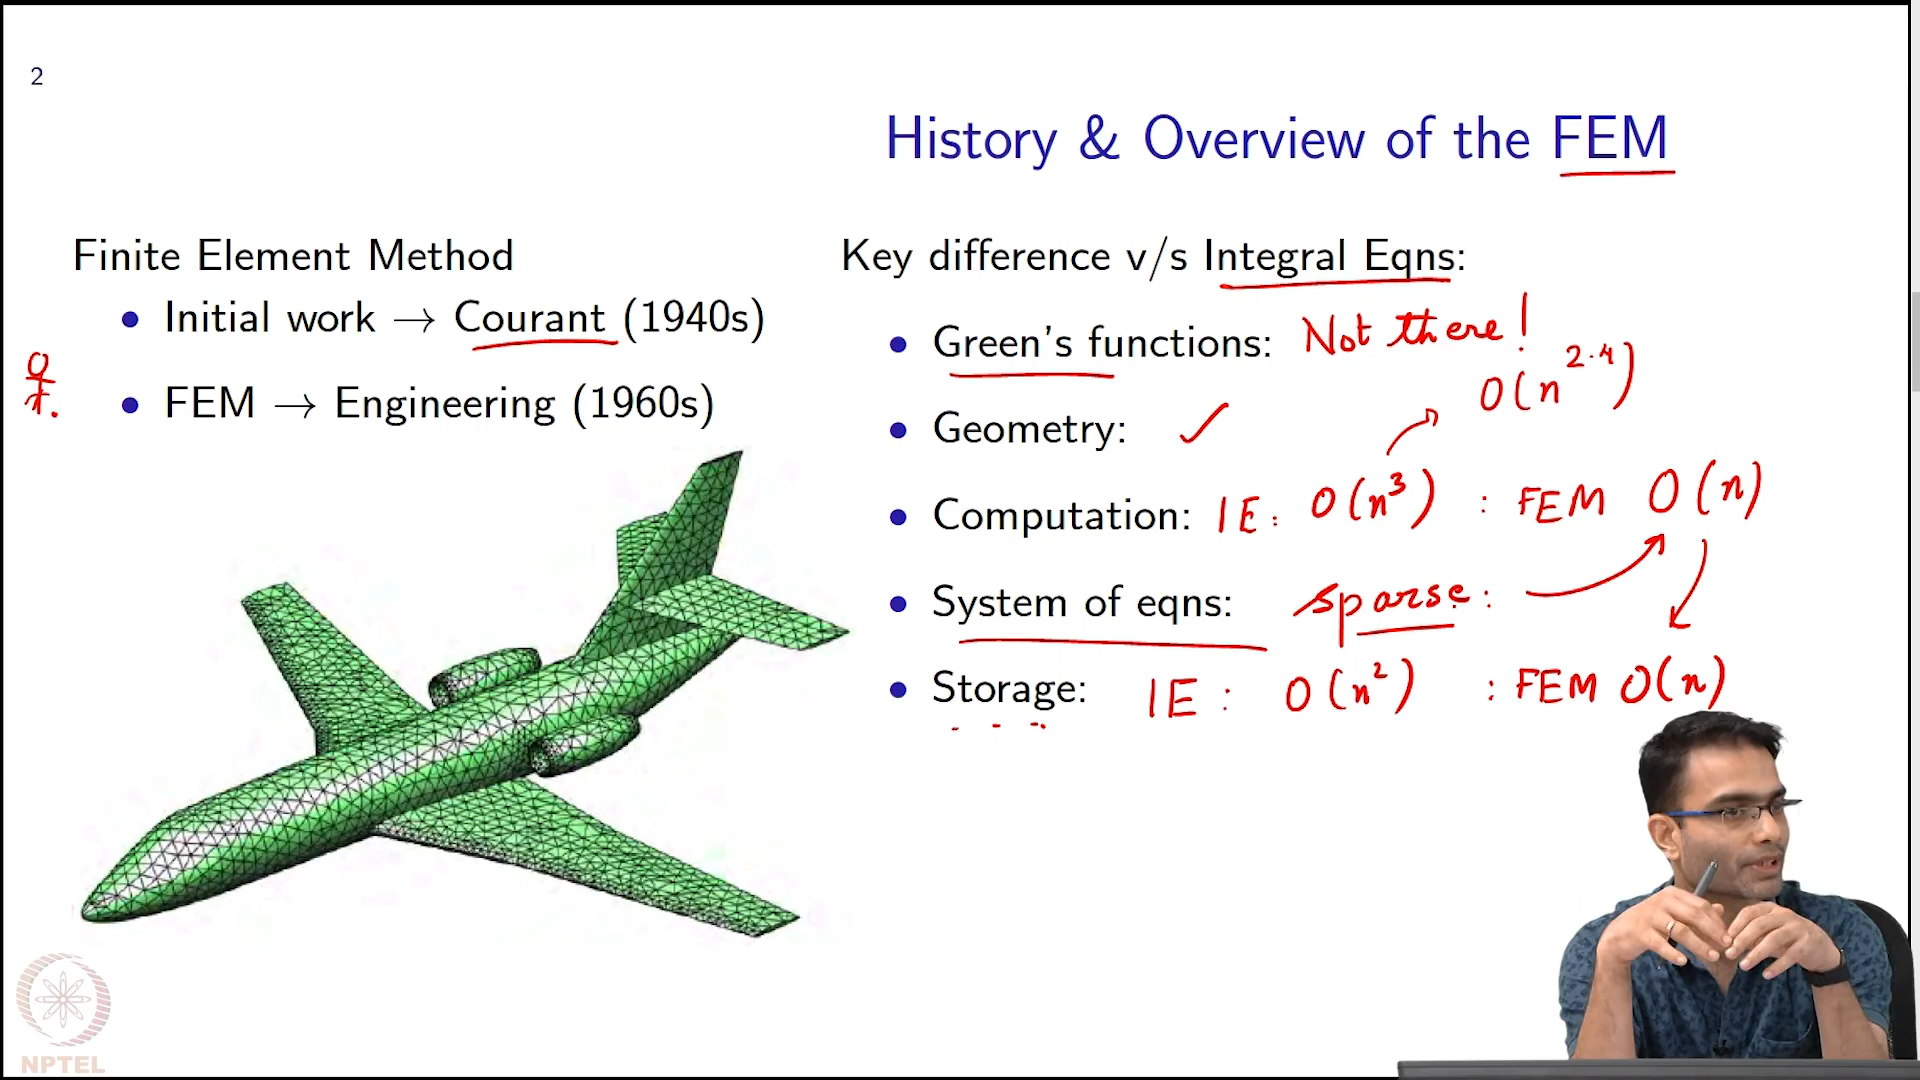 2
History & Overview of the FEM
Finite Element Method
• Initial work → Courant (1940s)
• FEM → Engineering (1960s)
Key difference v/s Integral Eqns:
• Green's functions: Not there!
O(n^2.4)
• Geometry: ✓
• Computation: IE: O(n^3) : FEM O(n)
• System of eqns: sparse:
• Storage: IE: O(n^2) : FEM O(n)
NPTEL